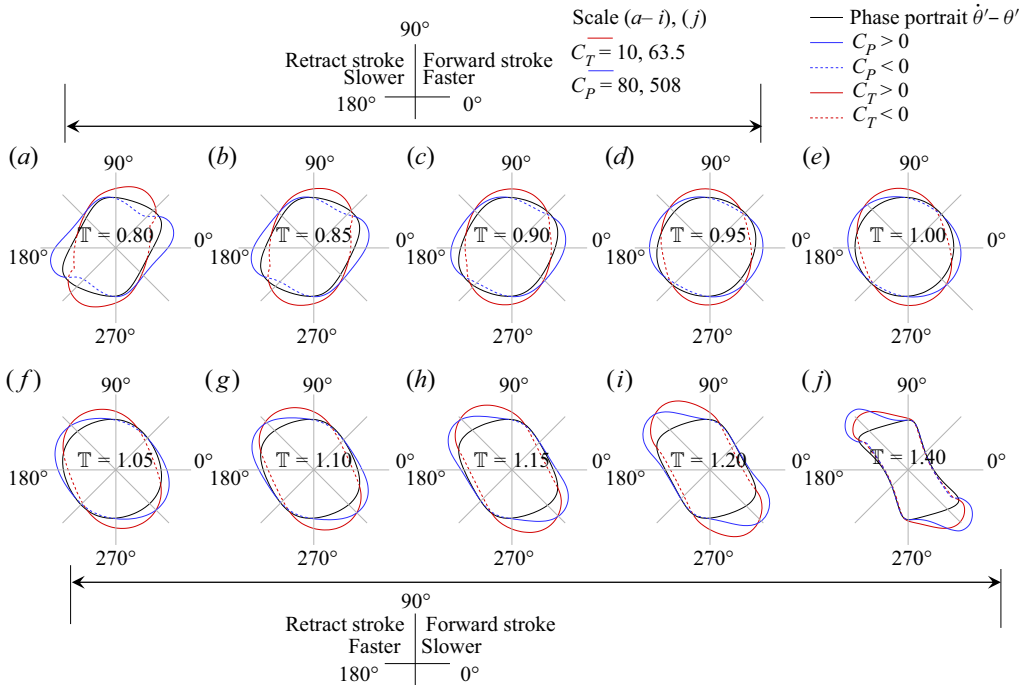 Scale (a–i), (j)
C_T = 10, 63.5
C_P = 80, 508
Phase portrait θ̇′–θ′
C_P > 0
C_P < 0
C_T > 0
C_T < 0
90°
Retract stroke Forward stroke
Slower Faster
180° 0°
(a) (b) (c) (d) (e)
90° 90° 90° 90° 90°
𝕋 = 0.80 𝕋 = 0.85 𝕋 = 0.90 𝕋 = 0.95 𝕋 = 1.00
180° 0° 180° 0° 180° 0° 180° 0° 180° 0°
270° 270° 270° 270° 270°
(f) (g) (h) (i) (j)
90° 90° 90° 90° 90°
𝕋 = 1.05 𝕋 = 1.10 𝕋 = 1.15 𝕋 = 1.20 𝕋 = 1.40
180° 0° 180° 0° 180° 0° 180° 0° 180° 0°
270° 270° 270° 270° 270°
90°
Retract stroke Forward stroke
Faster Slower
180° 0°